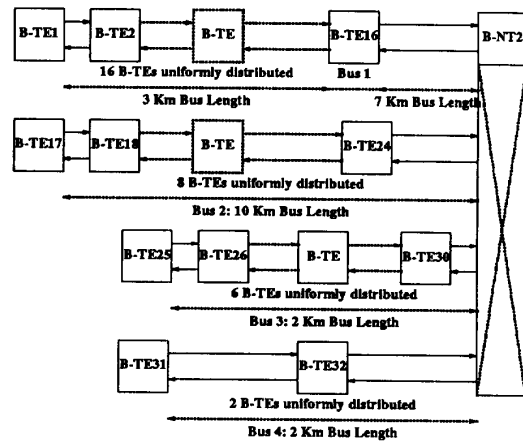 B-TE1 B-TE2 B-TE B-TE16 B-NT2
16 B-TEs uniformly distributed Bus 1
3 Km Bus Length 7 Km Bus Length
B-TE17 B-TE18 B-TE B-TE24
8 B-TEs uniformly distributed
Bus 2: 10 Km Bus Length
B-TE25 B-TE26 B-TE B-TE30
6 B-TEs uniformly distributed
Bus 3: 2 Km Bus Length
B-TE31 B-TE32
2 B-TEs uniformly distributed
Bus 4: 2 Km Bus Length